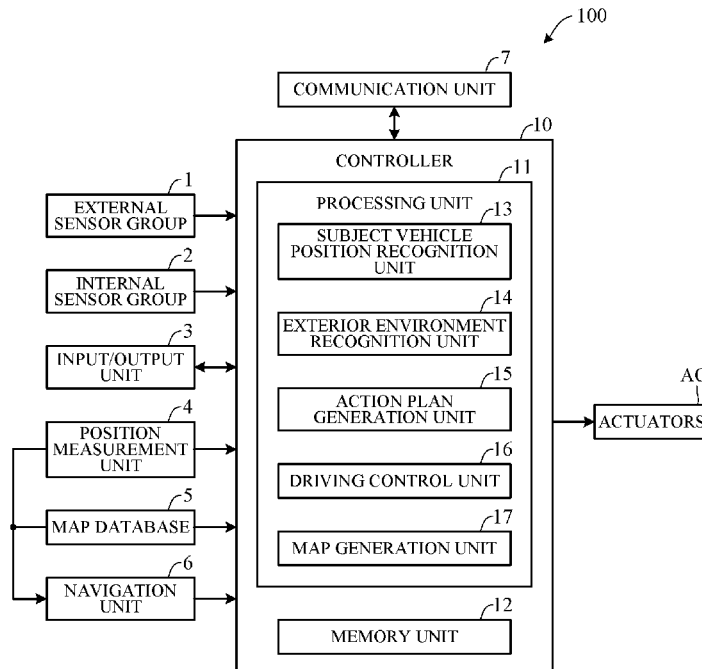 100
7
COMMUNICATION UNIT
10
CONTROLLER
11
PROCESSING UNIT
1
EXTERNAL
SENSOR GROUP
13
SUBJECT VEHICLE
POSITION RECOGNITION
UNIT
2
INTERNAL
SENSOR GROUP
14
EXTERIOR ENVIRONMENT
RECOGNITION UNIT
3
INPUT/OUTPUT
UNIT
15
ACTION PLAN
GENERATION UNIT
AC
ACTUATORS
4
POSITION
MEASUREMENT
UNIT
16
DRIVING CONTROL UNIT
5
MAP DATABASE
17
MAP GENERATION UNIT
6
NAVIGATION
UNIT
12
MEMORY UNIT